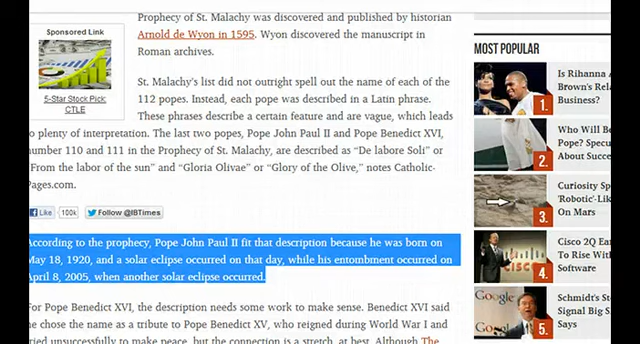 Prophecy of St. Malachy was discovered and published by historian
Arnold de Wyon in 1595. Wyon discovered the manuscript in
Roman archives.
Sponsored Link
5-Star Stock Pick:
CTLE
St. Malachy's list did not outright spell out the name of each of the
112 popes. Instead, each pope was described in a Latin phrase.
These phrases describe a certain feature and are vague, which leads
to plenty of interpretation. The last two popes, Pope John Paul II and Pope Benedict XVI,
number 110 and 111 in the Prophecy of St. Malachy, are described as “De labore Soli” or
“From the labor of the sun” and “Gloria Olivae” or “Glory of the Olive,” notes Catholic-
Pages.com.
Like 100k Follow @IBTimes
According to the prophecy, Pope John Paul II fit that description because he was born on
May 18, 1920, and a solar eclipse occurred on that day, while his entombment occurred on
April 8, 2005, when another solar eclipse occurred.
For Pope Benedict XVI, the description needs some work to make sense. Benedict XVI said
he chose the name as a tribute to Pope Benedict XV, who reigned during World War I and
tried unsuccessfully to make peace, but the connection is a stretch, at best. Although The
MOST POPULAR
Is Rihanna
Brown's Rel
Business?
1.
Who Will Be
Pope? Spec
About Succe
2.
Curiosity Sp
'Robotic'-Li
On Mars
3.
Cisco 2Q Ea
To Rise With
Software
CISCO
4.
Schmidt's St
Signal Big S
Says
Google
5.